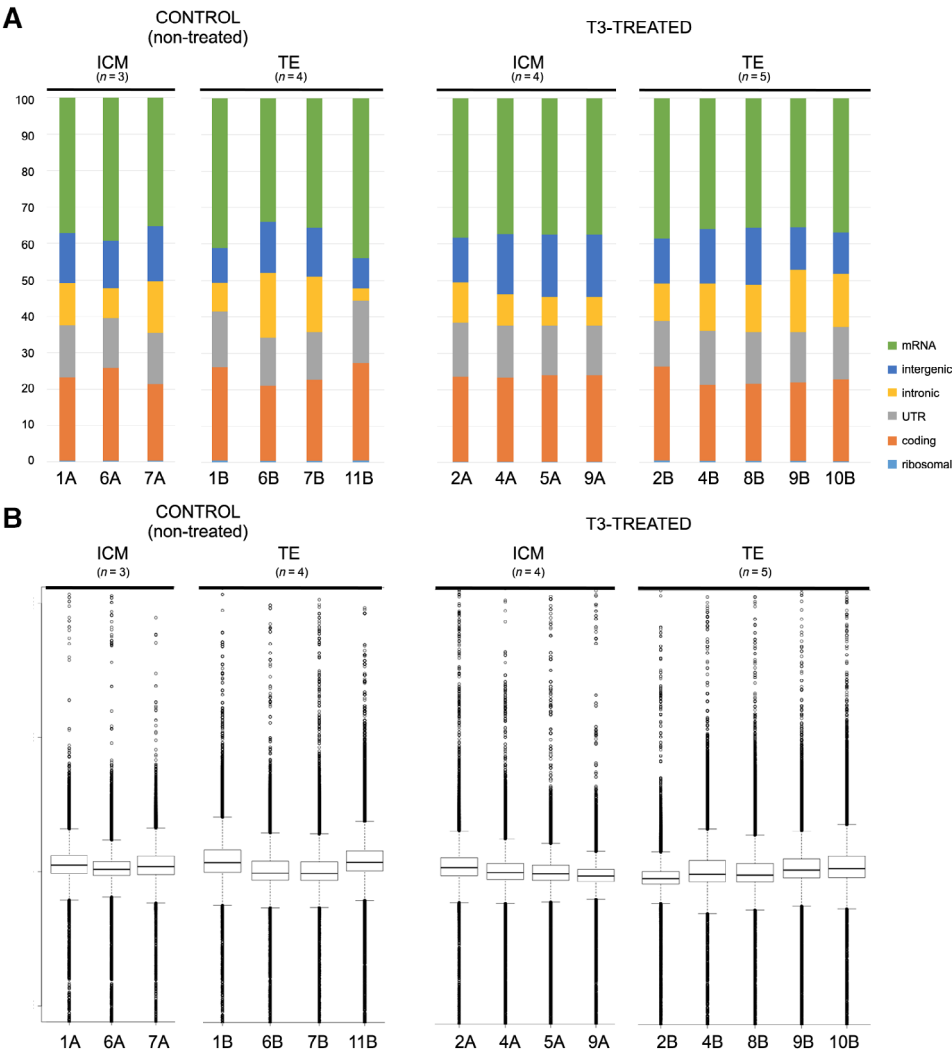 A
CONTROL
(non-treated)
T3-TREATED
ICM
(n = 3)
TE
(n = 4)
ICM
(n = 4)
TE
(n = 5)
100
90
80
70
60
50
40
30
20
10
0
mRNA
intergenic
intronic
UTR
coding
ribosomal
1A 6A 7A 1B 6B 7B 11B 2A 4A 5A 9A 2B 4B 8B 9B 10B
B
CONTROL
(non-treated)
T3-TREATED
ICM
(n = 3)
TE
(n = 4)
ICM
(n = 4)
TE
(n = 5)
1A 6A 7A 1B 6B 7B 11B 2A 4A 5A 9A 2B 4B 8B 9B 10B